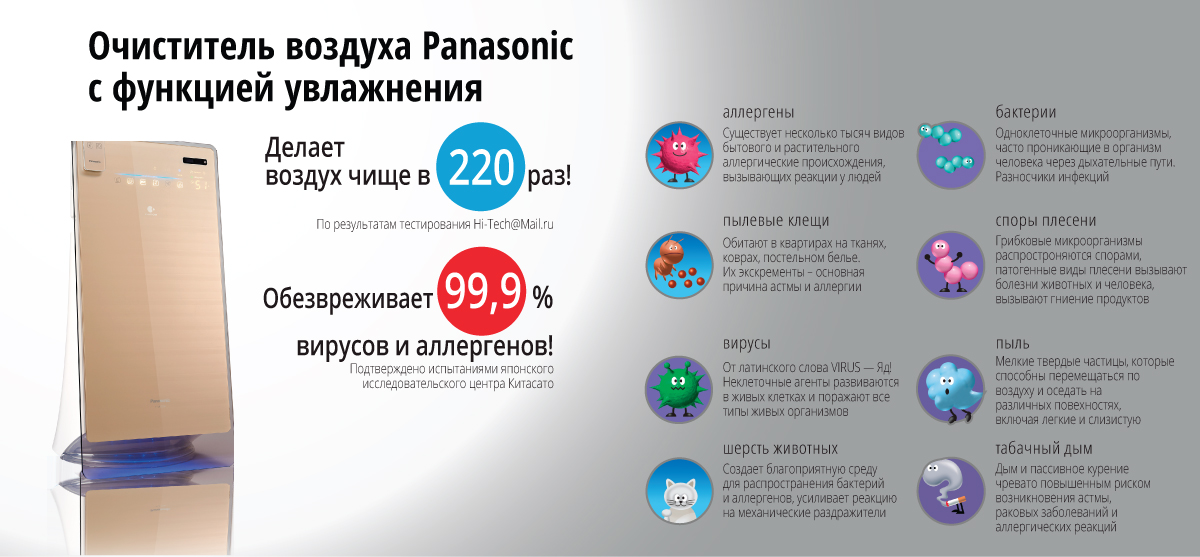 Очиститель воздуха Panasonic
с функцией увлажнения
Делает
воздух чище в 220 раз!
По результатам тестирования Hi-Tech@Mail.ru
Обезвреживает 99,9 %
вирусов и аллергенов!
Подтверждено испытаниями японского
исследовательского центра Китасато
аллергены
Существует несколько тысяч видов
бытового и растительного
аллергические происхождения,
вызывающих реакции у людей
пылевые клещи
Обитают в квартирах на тканях,
коврах, постельном белье.
Их экскременты – основная
причина астмы и аллергии
вирусы
От латинского слова VIRUS — Яд!
Неклеточные агенты развиваются
в живых клетках и поражают все
типы живых организмов
шерсть животных
Создает благоприятную среду
для распространения бактерий
и аллергенов, усиливает реакцию
на механические раздражители
бактерии
Одноклеточные микроорганизмы,
часто проникающие в организм
человека через дыхательные пути.
Разносчики инфекций
споры плесени
Грибковые микроорганизмы
распростроняются спорами,
патогенные виды плесени вызывают
болезни животных и человека,
вызывают гниение продуктов
пыль
Мелкие твердые частицы, которые
способны перемещаться по
воздуху и оседать на
различных повехностях,
включая легкие и слизистую
табачный дым
Дым и пассивное курение
чревато повышенным риском
возникновения астмы,
раковых заболеваний и
аллергических реакций